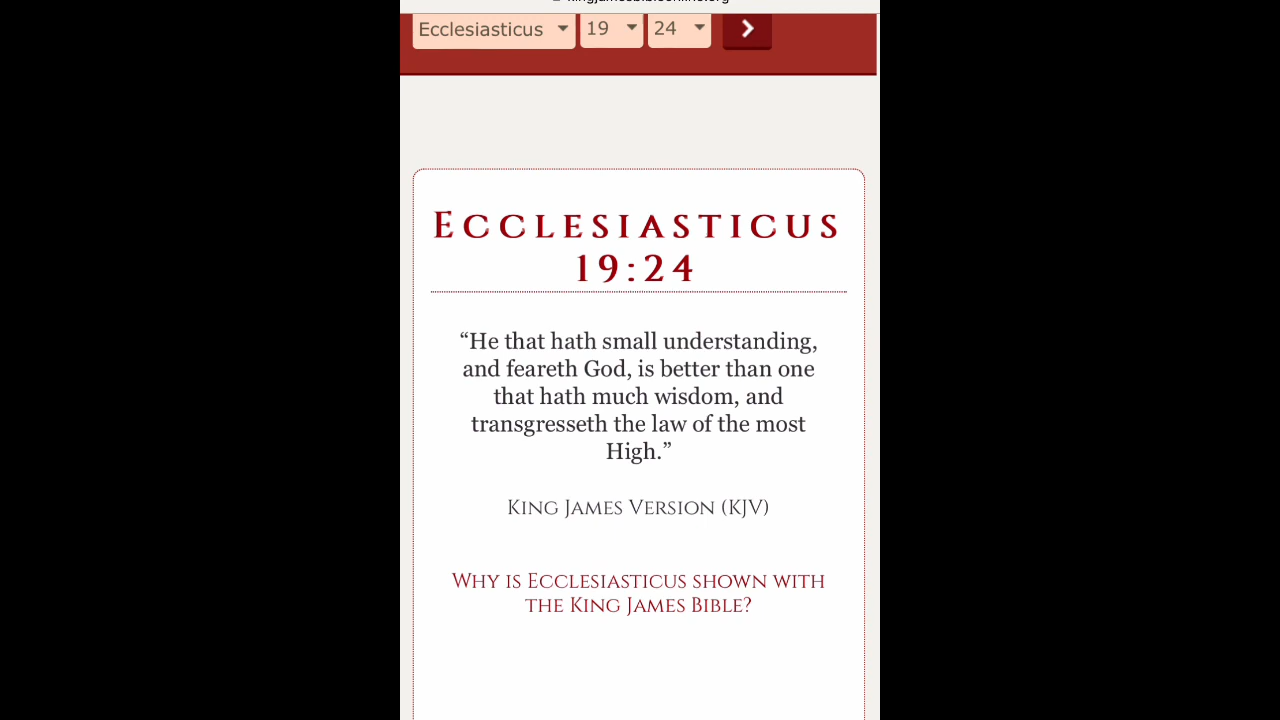 Ecclesiasticus 19 24
ECCLESIASTICUS
19:24
“He that hath small understanding,
and feareth God, is better than one
that hath much wisdom, and
transgresseth the law of the most
High.”
King James Version (KJV)
Why is Ecclesiasticus shown with
the King James Bible?